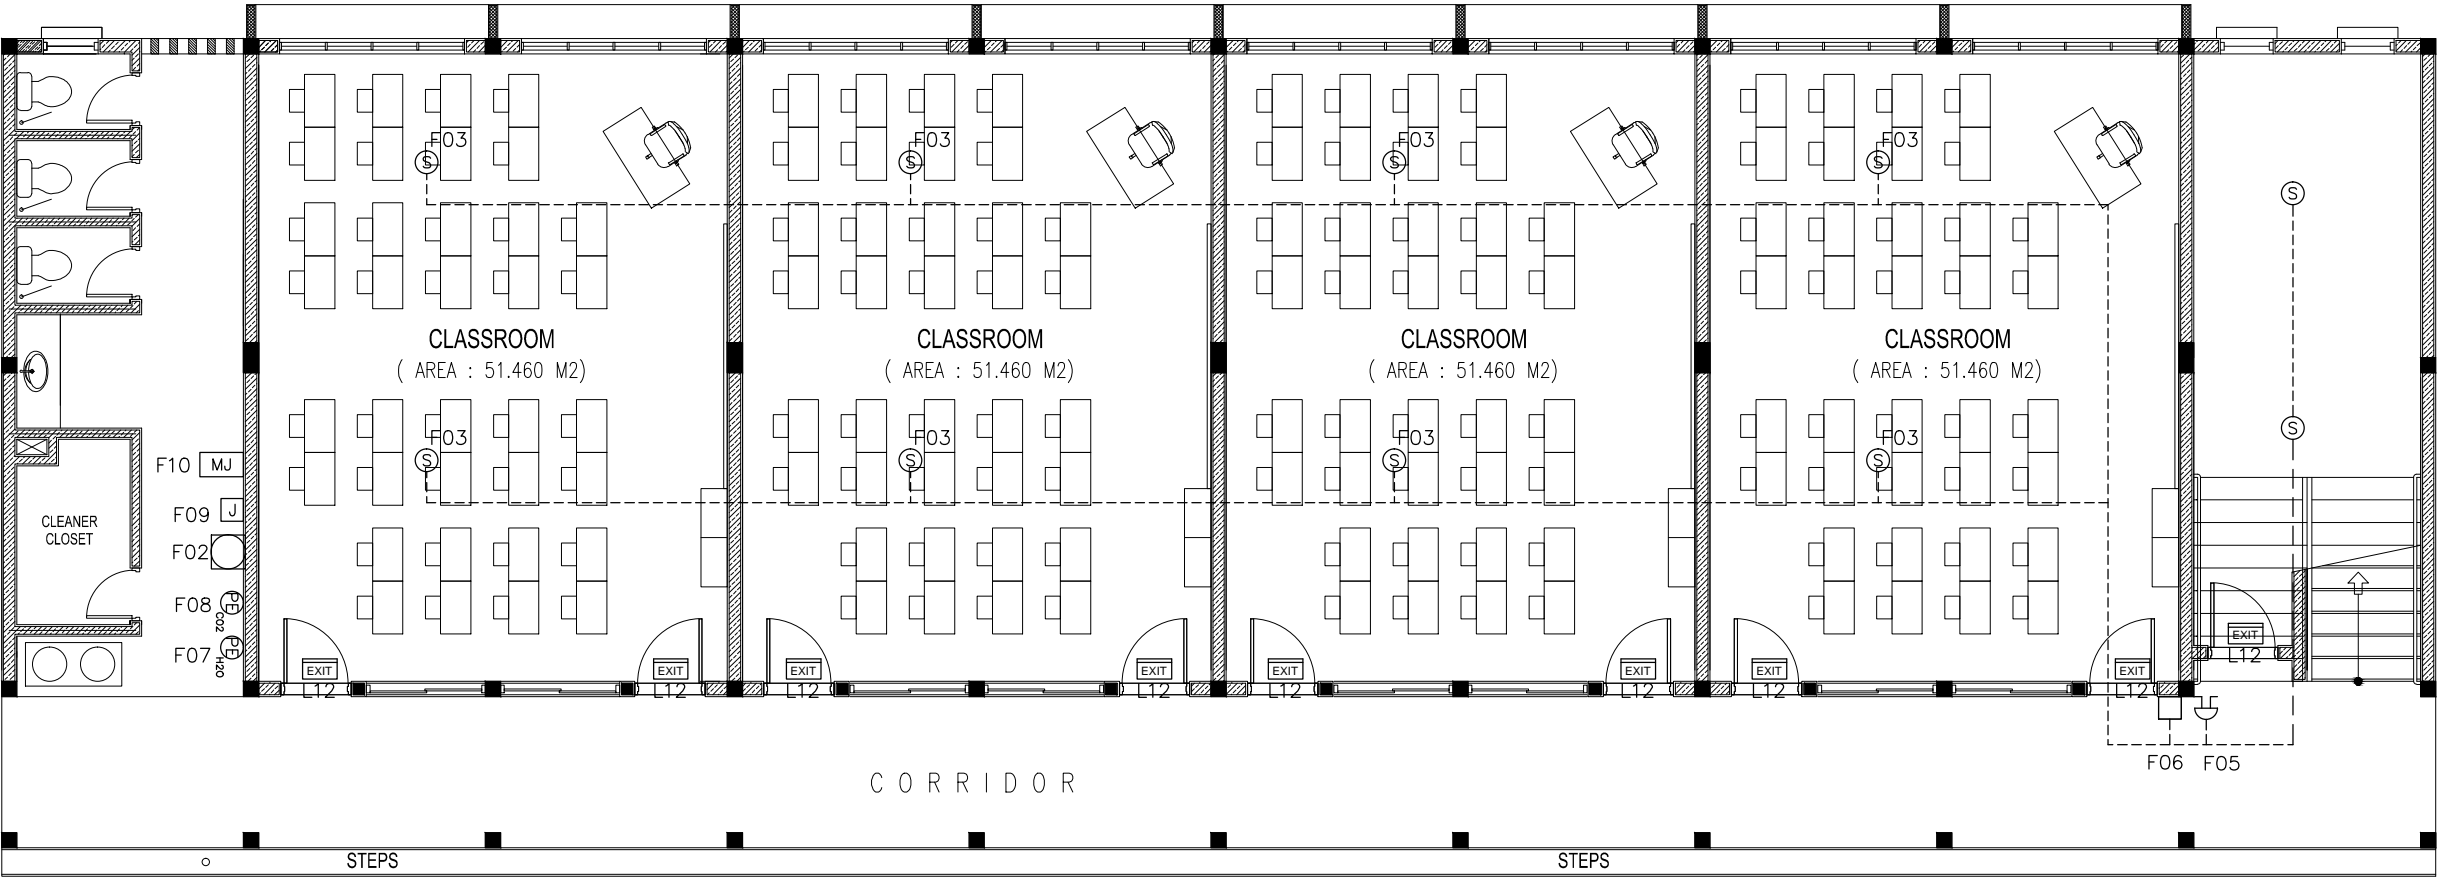 F03 F03 F03 F03
S S S S
S
CLASSROOM CLASSROOM CLASSROOM CLASSROOM
( AREA : 51.460 M2) ( AREA : 51.460 M2) ( AREA : 51.460 M2) ( AREA : 51.460 M2)
S
F03 F03 F03 F03
S S S S
F10 MJ
F09 J
CLEANER
CLOSET
F02
F08 PE
CO2
F07 PE
H2O
EXIT
L12
EXIT EXIT EXIT EXIT EXIT EXIT EXIT EXIT
L12 L12 L12 L12 L12 L12 L12 L12
F06 F05
CORRIDOR
STEPS STEPS